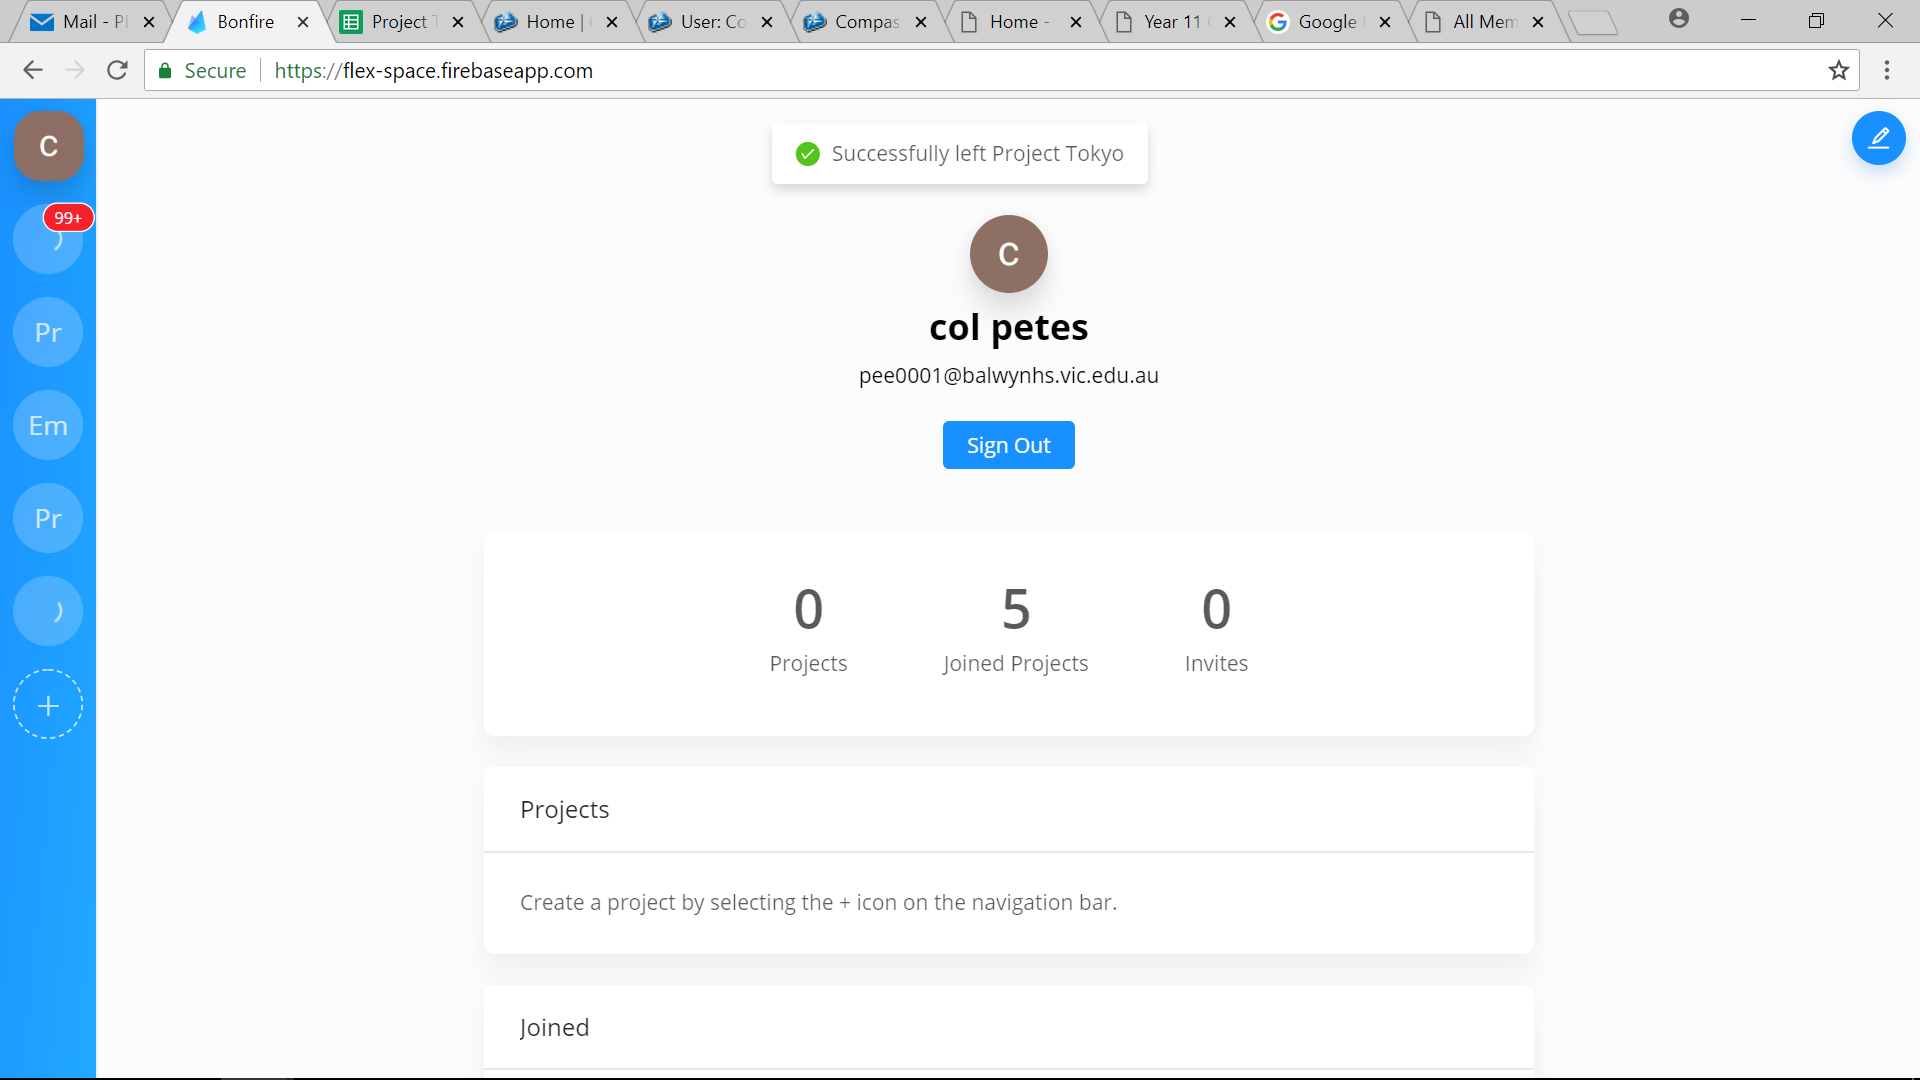 Mail - P
Bonfire
Project
Home |
User: Co
Compas
Home -
Year 11
Google
All Mem
Secure
https://flex-space.firebaseapp.com
C
99+
Pr
Em
Pr
+
Successfully left Project Tokyo
C
col petes
pee0001@balwynhs.vic.edu.au
Sign Out
0 5 0
Projects Joined Projects Invites
Projects
Create a project by selecting the + icon on the navigation bar.
Joined